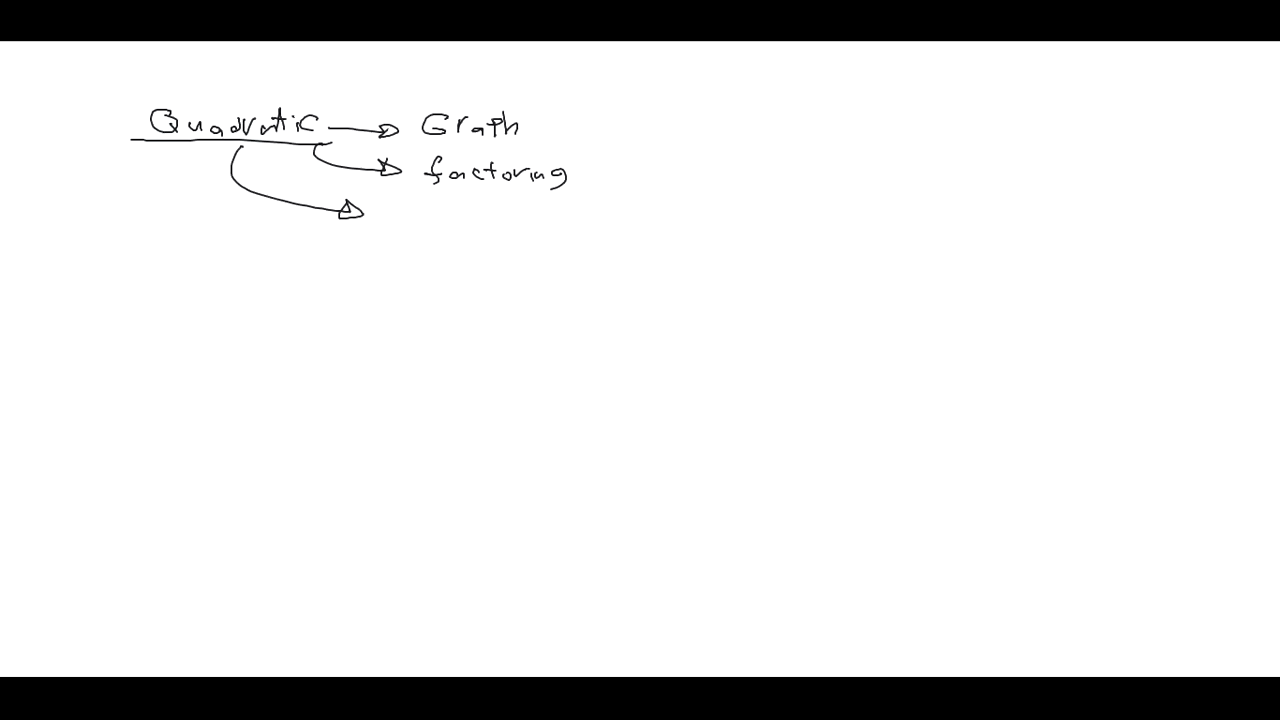 Quadratic → Graph
→ factoring
→